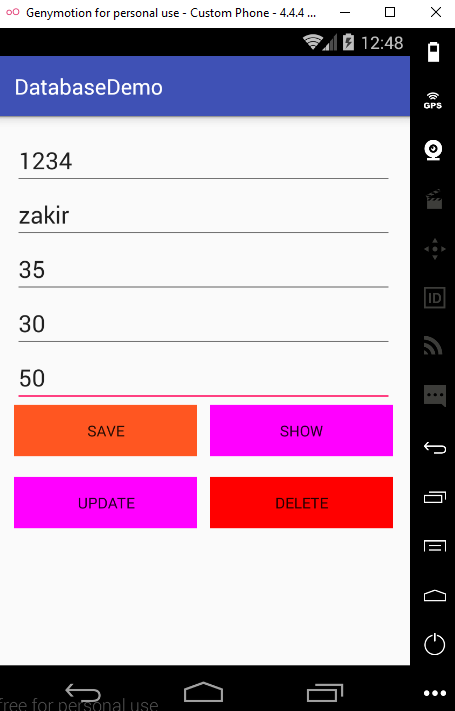 Genymotion for personal use - Custom Phone - 4.4.4 ...
12:48
DatabaseDemo
GPS
1234
zakir
35
30
ID
50
SAVE SHOW
UPDATE DELETE
free for personal use